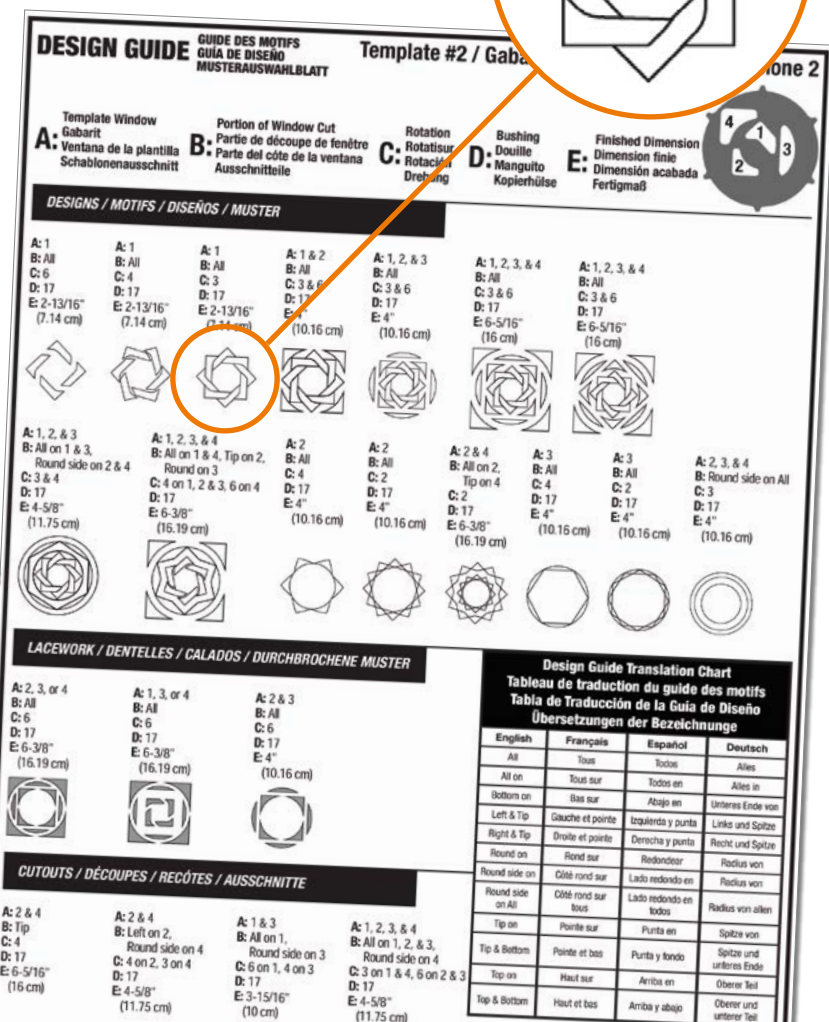 DESIGN GUIDE
GUIDE DES MOTIFS
GUÍA DE DISEÑO
MUSTERAUSWAHLBLATT
Template #2 / Gaba
one 2
A:
Template Window
Gabarit
Ventana de la plantilla
Schablonenausschnitt
B:
Portion of Window Cut
Partie de découpe de fenêtre
Parte del côte de la ventana
Ausschnitteile
C:
Rotation
Rotatisur
Rotación
Drehung
D:
Bushing
Douille
Manguito
Kopierhülse
E:
Finished Dimension
Dimension finie
Dimensión acabada
Fertigmaß
4
1
3
2
DESIGNS / MOTIFS / DISEÑOS / MUSTER
A: 1
B: All
C: 6
D: 17
E: 2-13/16"
(7.14 cm)
A: 1
B: All
C: 4
D: 17
E: 2-13/16"
(7.14 cm)
A: 1
B: All
C: 3
D: 17
E: 2-13/16"
(7.14 cm)
A: 1 & 2
B: All
C: 3 & 6
D: 17
E: 4"
(10.16 cm)
A: 1, 2, & 3
B: All
C: 3 & 6
D: 17
E: 4"
(10.16 cm)
A: 1, 2, 3, & 4
B: All
C: 3 & 6
D: 17
E: 6-5/16"
(16 cm)
A: 1, 2, 3, & 4
B: All
C: 3 & 6
D: 17
E: 6-5/16"
(16 cm)
A: 1, 2, & 3
B: All on 1 & 3,
Round side on 2 & 4
C: 3 & 4
D: 17
E: 4-5/8"
(11.75 cm)
A: 1, 2, 3, & 4
B: All on 1 & 4, Tip on 2,
Round on 3
C: 4 on 1, 2 & 3, 6 on 4
D: 17
E: 6-3/8"
(16.19 cm)
A: 2
B: All
C: 4
D: 17
E: 4"
(10.16 cm)
A: 2
B: All
C: 2
D: 17
E: 4"
(10.16 cm)
A: 2 & 4
B: All on 2,
Tip on 4
C: 2
D: 17
E: 6-3/8"
(16.19 cm)
A: 3
B: All
C: 4
D: 17
E: 4"
(10.16 cm)
A: 3
B: All
C: 2
D: 17
E: 4"
(10.16 cm)
A: 2, 3, & 4
B: Round side on All
C: 3
D: 17
E: 4"
(10.16 cm)
LACEWORK / DENTELLES / CALADOS / DURCHBROCHENE MUSTER
A: 2, 3, or 4
B: All
C: 6
D: 17
E: 6-3/8"
(16.19 cm)
A: 1, 3, or 4
B: All
C: 6
D: 17
E: 6-3/8"
(16.19 cm)
A: 2 & 3
B: All
C: 6
D: 17
E: 4"
(10.16 cm)
Design Guide Translation Chart
Tableau de traduction du guide des motifs
Tabla de Traducción de la Guia de Diseño
Übersetzungen der Bezeichnunge
English Français Español Deutsch
All Tous Todos Alles
All on Tous sur Todos en Alles in
Bottom on Bas sur Abajo en Unteres Ende von
Left & Tip Gauche et pointe Izquierda y punta Links und Spitze
Right & Tip Droite et pointe Derecha y punta Recht und Spitze
Round on Rond sur Redondear Radius von
Round side on Côté rond sur Lado redondo en Radius von
Round side on All Côté rond sur tous Lado redondo en todos Radius von allen
Tip on Pointe sur Punta en Spitze von
Tip & Bottom Pointe et bas Punta y fondo Spitze und unteres Ende
Top on Haut sur Arriba en Oberer Teil
Top & Bottom Haut et bas Arriba y abajo Oberer und unterer Teil
CUTOUTS / DÉCOUPES / RECÓTES / AUSSCHNITTE
A: 2 & 4
B: Tip
C: 4
D: 17
E: 6-5/16"
(16 cm)
A: 2 & 4
B: Left on 2,
Round side on 4
C: 4 on 2, 3 on 4
D: 17
E: 4-5/8"
(11.75 cm)
A: 1 & 3
B: All on 1,
Round side on 3
C: 6 on 1, 4 on 3
D: 17
E: 3-15/16"
(10 cm)
A: 1, 2, 3, & 4
B: All on 1, 2, & 3,
Round side on 4
C: 3 on 1 & 4, 6 on 2 & 3
D: 17
E: 4-5/8"
(11.75 cm)